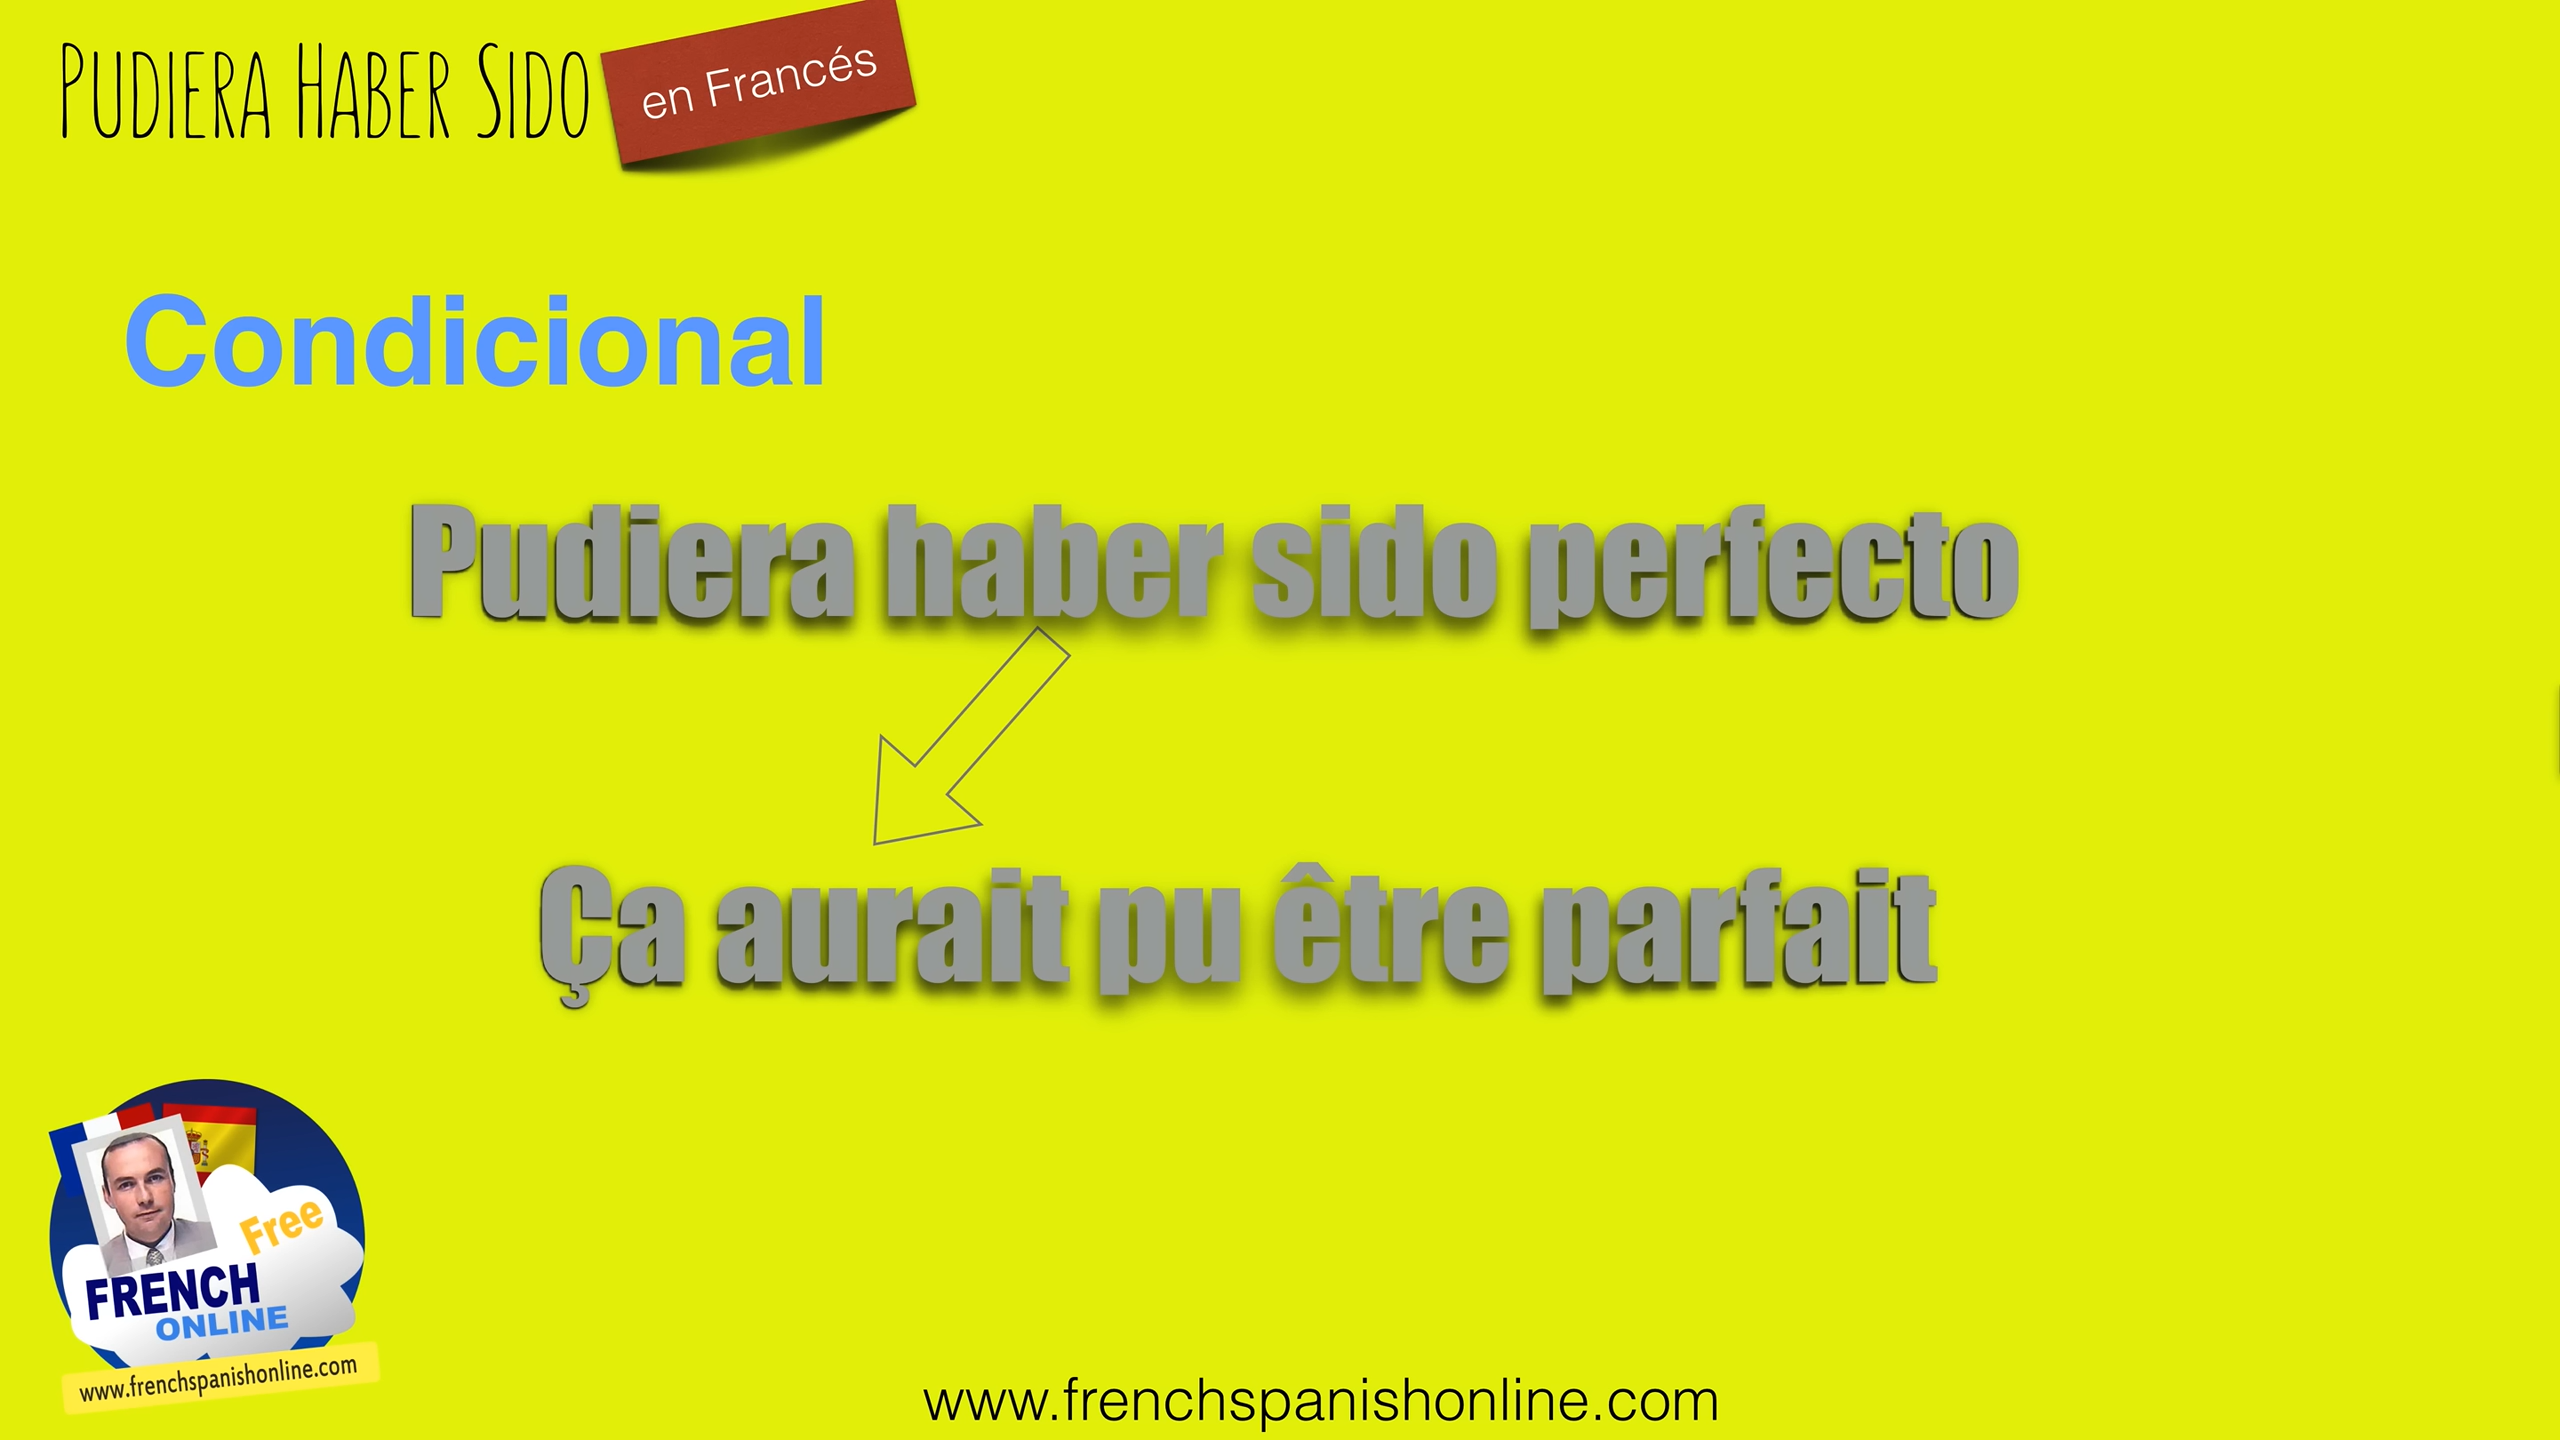 PUDIERA HABER SIDO
en Francés
Condicional
Pudiera haber sido perfecto
Ça aurait pu être parfait
Free
FRENCH
ONLINE
www.frenchspanishonline.com
www.frenchspanishonline.com